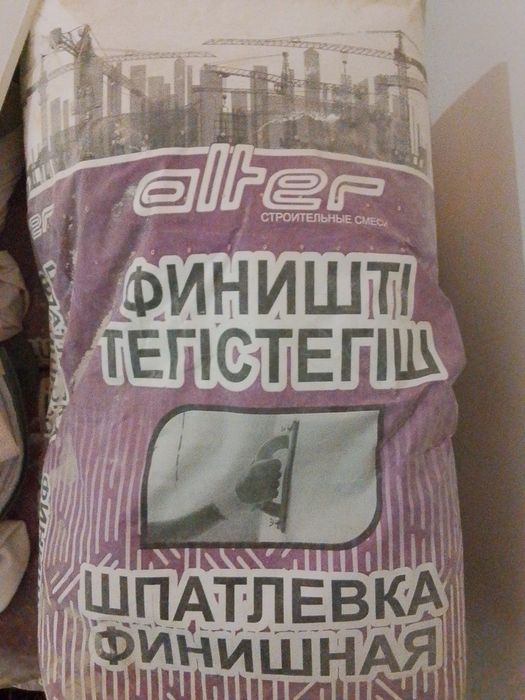 alter
СТРОИТЕЛЬНЫЕ СМЕСИ
ФИНИШТІ
ТЕГІСТЕГІШ
ШПАТЛЕВКА
ФИНИШНАЯ